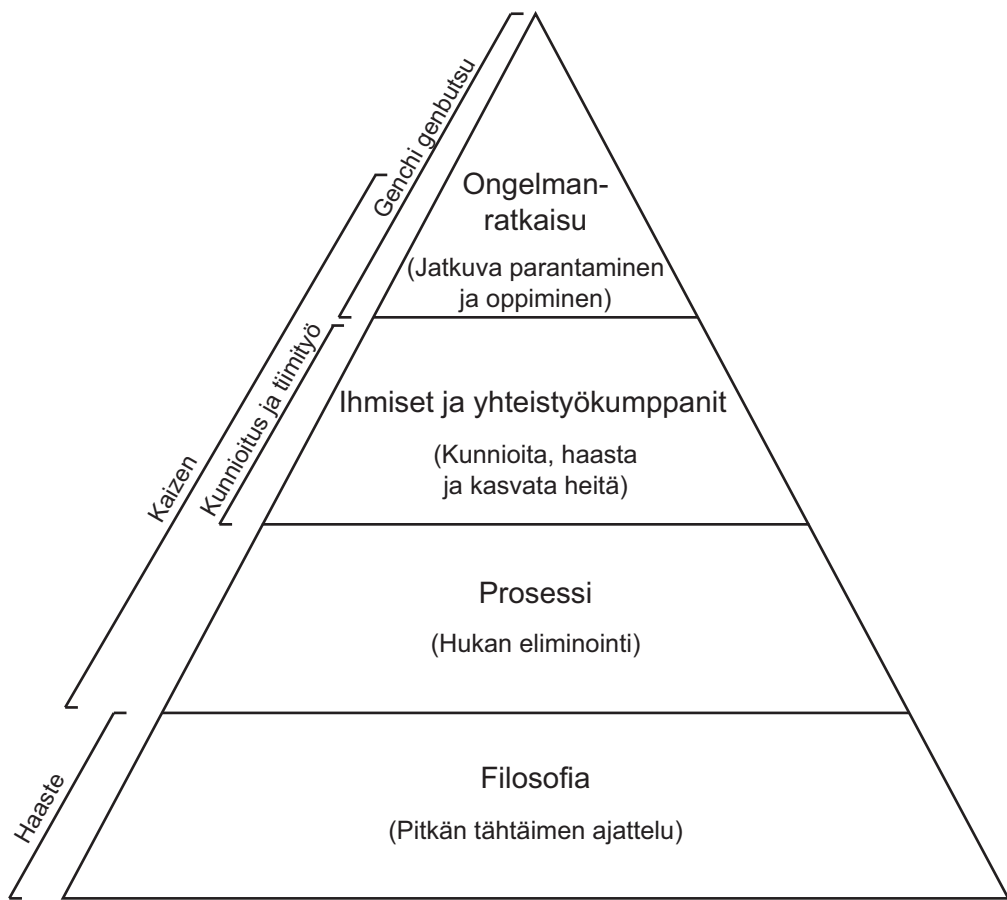 Genchi genbutsu
Ongelman-
ratkaisu
(Jatkuva parantaminen
ja oppiminen)
Kaizen
Kunnioitus ja tiimityö
Ihmiset ja yhteistyökumppanit
(Kunnioita, haasta
ja kasvata heitä)
Prosessi
(Hukan eliminointi)
Haaste
Filosofia
(Pitkän tähtäimen ajattelu)